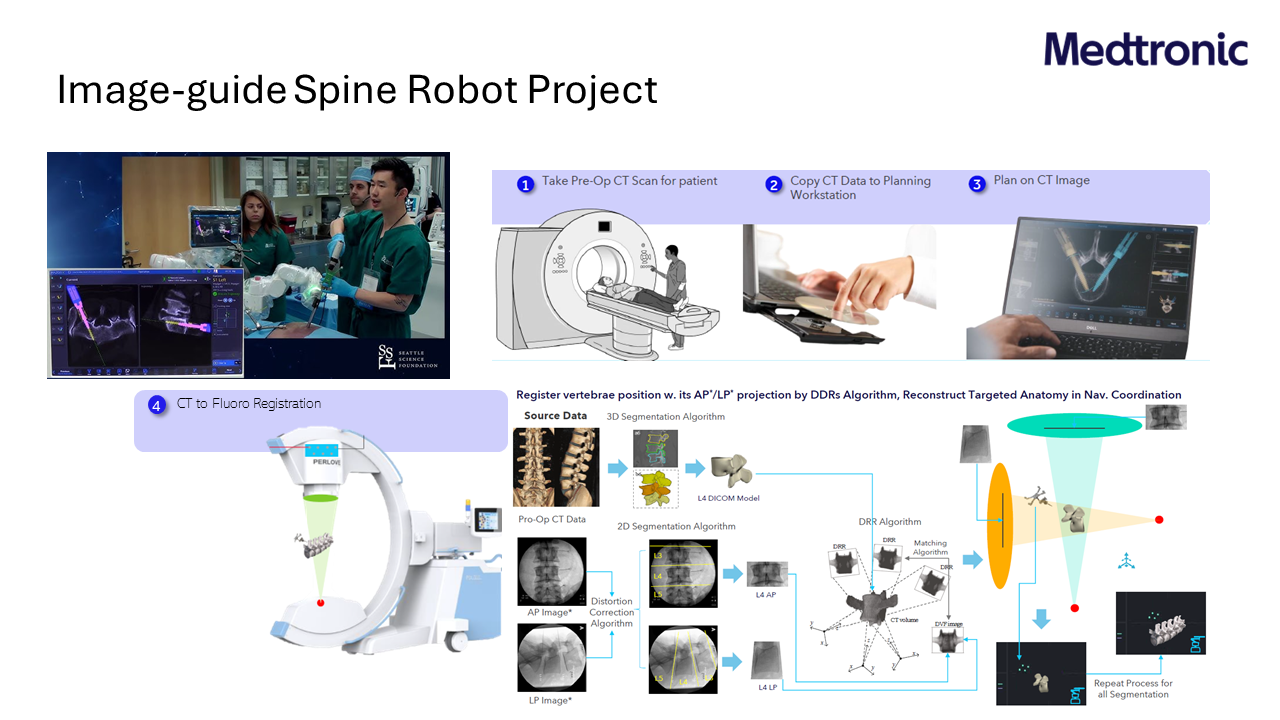 Medtronic
Image-guide Spine Robot Project
SEATTLE
SCIENCE
FOUNDATION
1 Take Pre-Op CT Scan for patient
2 Copy CT Data to Planning
Workstation
3 Plan on CT Image
DELL
4 CT to Fluoro Registration
PERLOVE
Register vertebrae position w. its AP*/LP* projection by DDRs Algorithm, Reconstruct Targeted Anatomy in Nav. Coordination
Source Data
3D Segmentation Algorithm
L4 DICOM Model
Pro-Op CT Data
2D Segmentation Algorithm
DRR Algorithm
DRR
DRR
DRR
Matching
Algorithm
L3
L4
L5
L4 AP
AP Image*
Distortion
Correction
Algorithm
CT volume
DVF image
L5
L4
L4 LP
LP Image*
Repeat Process for
all Segmentation